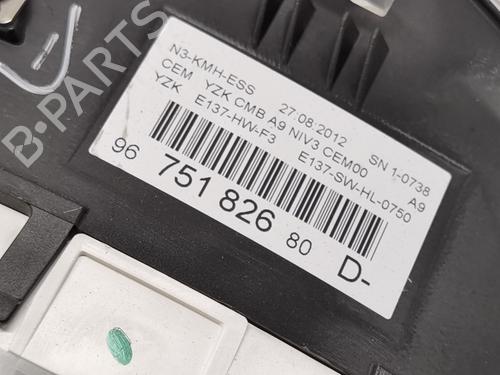 N3-KMH-ESS 27:08:2012 SN 1-0738
CEM YZK CMB A9 NIV3 CEM00 A9
YZK E137-HW-F3 E137-SW-HL-0750
96 751 826 80 D-
B-PARTS